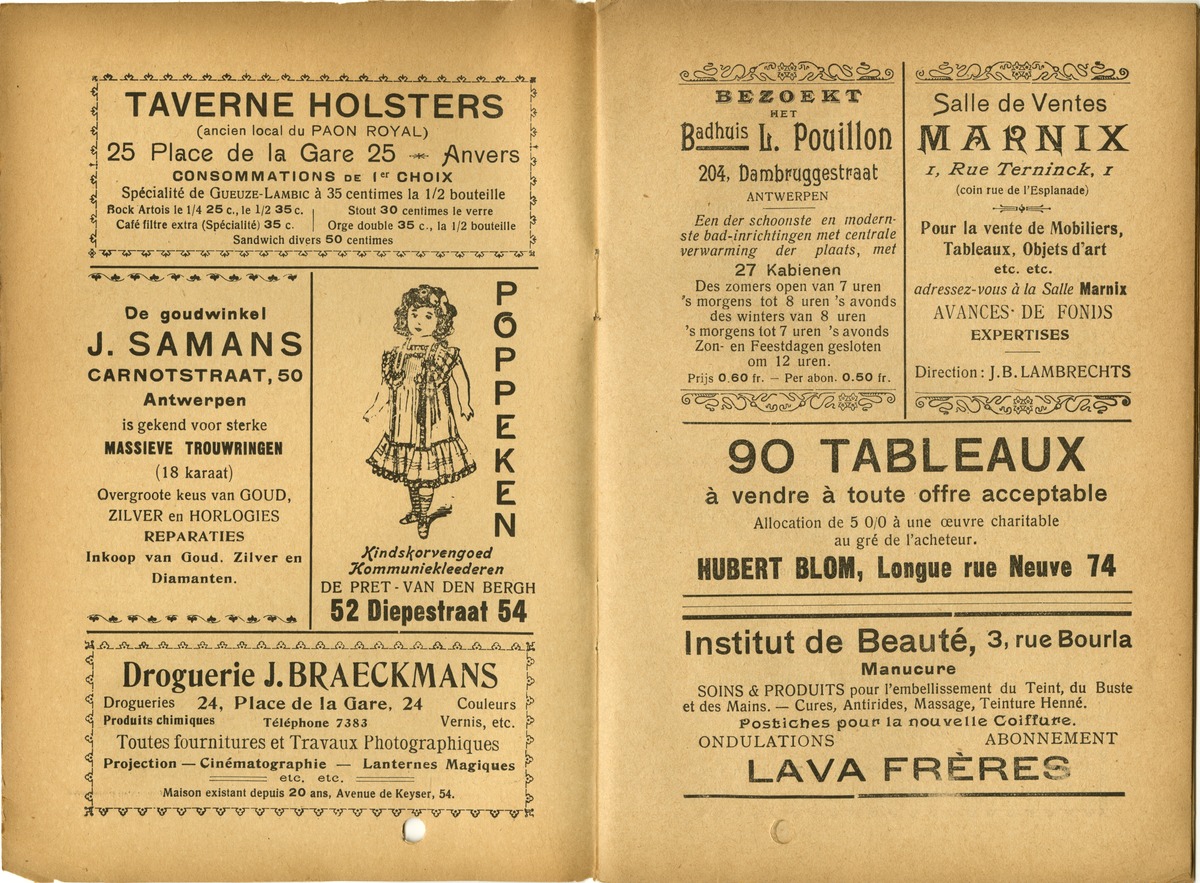 TAVERNE HOLSTERS
(ancien local du PAON ROYAL)
25 Place de la Gare 25 Anvers
CONSOMMATIONS DE 1er CHOIX
Spécialité de GUEUZE-LAMBIC à 35 centimes la 1/2 bouteille
Bock Artois le 1/4 25 c., le 1/2 35 c.
Café filtre extra (Spécialité) 35 c.
Stout 30 centimes le verre
Orge double 35 c., la 1/2 bouteille
Sandwich divers 50 centimes
De goudwinkel
J. SAMANS
CARNOTSTRAAT, 50
Antwerpen
is gekend voor sterke
MASSIEVE TROUWRINGEN
(18 karaat)
Overgroote keus van GOUD,
ZILVER en HORLOGIES
REPARATIES
Inkoop van Goud. Zilver en
Diamanten.
POPPEKEN
Kindskorvengoed
Kommuniekleederen
DE PRET - VAN DEN BERGH
52 Diepestraat 54
Droguerie J. BRAECKMANS
Drogueries 24, Place de la Gare, 24 Couleurs
Produits chimiques Téléphone 7383 Vernis, etc.
Toutes fournitures et Travaux Photographiques
Projection — Cinématographie — Lanternes Magiques
etc. etc.
Maison existant depuis 20 ans, Avenue de Keyser, 54.
BEZOEKT
HET
Badhuis L. Pouillon
204, Dambruggestraat
ANTWERPEN
Een der schoonste en modern-
ste bad-inrichtingen met centrale
verwarming der plaats, met
27 Kabienen
Des zomers open van 7 uren
's morgens tot 8 uren 's avonds
des winters van 8 uren
's morgens tot 7 uren 's avonds
Zon- en Feestdagen gesloten
om 12 uren.
Prijs 0.60 fr. — Per abon. 0.50 fr.
Salle de Ventes
MARNIX
1, Rue Terninck, 1
(coin rue de l'Esplanade)
Pour la vente de Mobiliers,
Tableaux, Objets d'art
etc. etc.
adressez-vous à la Salle Marnix
AVANCES DE FONDS
EXPERTISES
Direction : J. B. LAMBRECHTS
90 TABLEAUX
à vendre à toute offre acceptable
Allocation de 5 0/0 à une œuvre charitable
au gré de l'acheteur.
HUBERT BLOM, Longue rue Neuve 74
Institut de Beauté, 3, rue Bourla
Manucure
SOINS & PRODUITS pour l'embellissement du Teint, du Buste
et des Mains. — Cures, Antirides, Massage, Teinture Henné.
Postiches pour la nouvelle Coiffure.
ONDULATIONS ABONNEMENT
LAVA FRÈRES